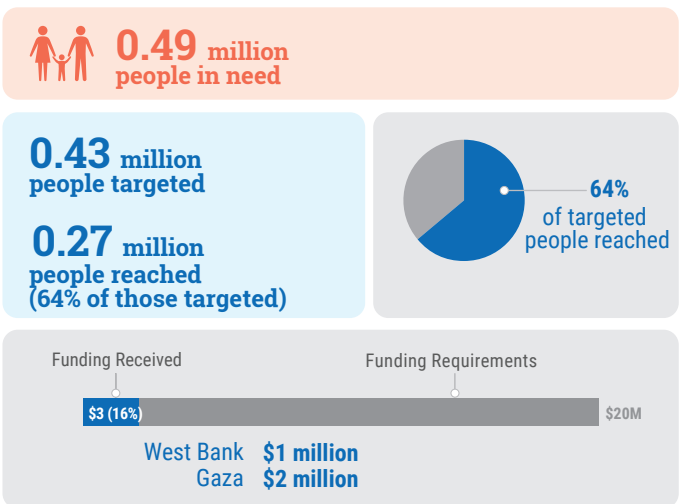 0.49 million
people in need
0.43 million
people targeted
0.27 million
people reached
(64% of those targeted)
64%
of targeted
people reached
Funding Received
Funding Requirements
$3 (16%)
$20M
West Bank $1 million
Gaza $2 million